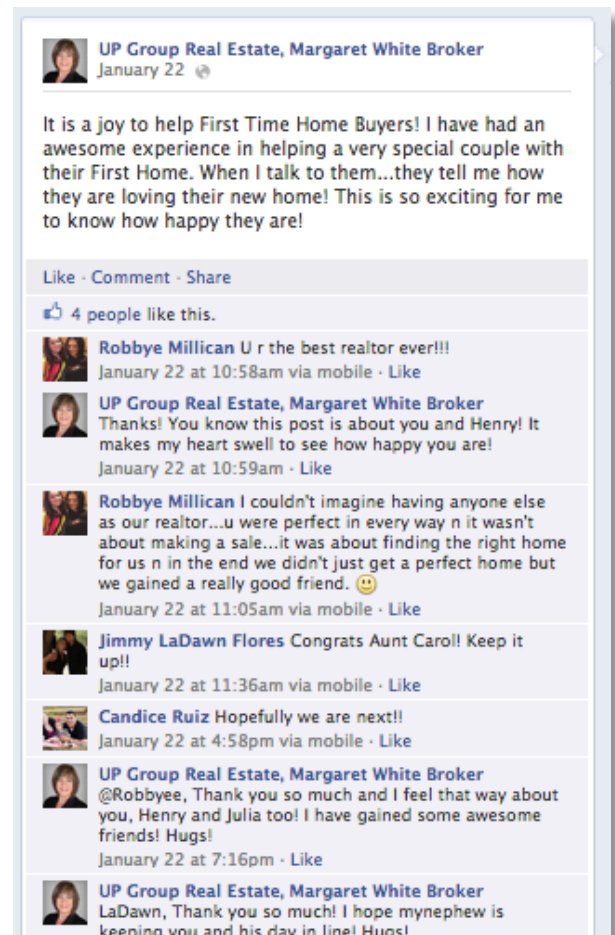 UP Group Real Estate, Margaret White Broker
January 22
It is a joy to help First Time Home Buyers! I have had an
awesome experience in helping a very special couple with
their First Home. When I talk to them...they tell me how
they are loving their new home! This is so exciting for me
to know how happy they are!
Like · Comment · Share
4 people like this.
Robbye Millican U r the best realtor ever!!!
January 22 at 10:58am via mobile · Like
UP Group Real Estate, Margaret White Broker
Thanks! You know this post is about you and Henry! It
makes my heart swell to see how happy you are!
January 22 at 10:59am · Like
Robbye Millican I couldn't imagine having anyone else
as our realtor...u were perfect in every way n it wasn't
about making a sale...it was about finding the right home
for us n in the end we didn't just get a perfect home but
we gained a really good friend.
January 22 at 11:05am via mobile · Like
Jimmy LaDawn Flores Congrats Aunt Carol! Keep it
up!!
January 22 at 11:36am via mobile · Like
Candice Ruiz Hopefully we are next!!
January 22 at 4:58pm via mobile · Like
UP Group Real Estate, Margaret White Broker
@Robbyee, Thank you so much and I feel that way about
you, Henry and Julia too! I have gained some awesome
friends! Hugs!
January 22 at 7:16pm · Like
UP Group Real Estate, Margaret White Broker
LaDawn, Thank you so much! I hope mynephew is
keeping you and his day in line! Hugs!